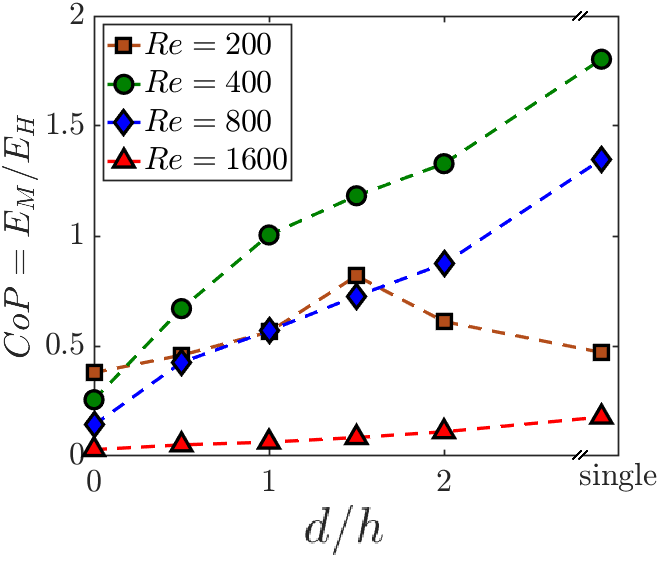 2
1.5
1
0.5
0
CoP = E_M/E_H
Re = 200
Re = 400
Re = 800
Re = 1600
0
1
2
single
d/h